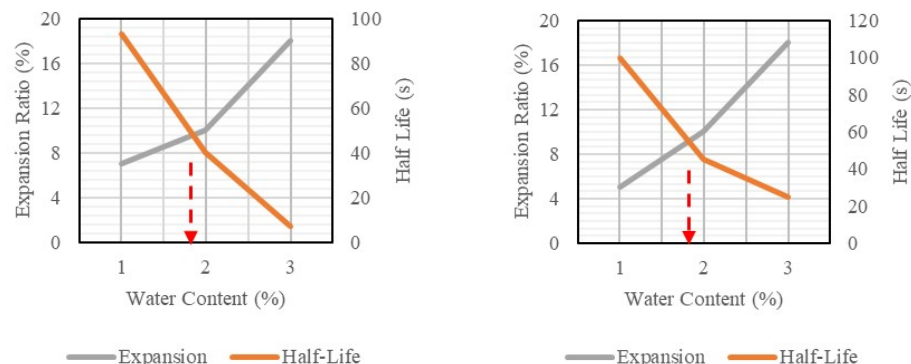 20
16
12
8
4
0
Expansion Ratio (%)
100
80
60
40
20
0
Half Life (s)
1 2 3
Water Content (%)
Expansion Half-Life
20
16
12
8
4
0
Expansion Ratio (%)
120
100
80
60
40
20
0
Half Life (s)
1 2 3
Water Content (%)
Expansion Half-Life